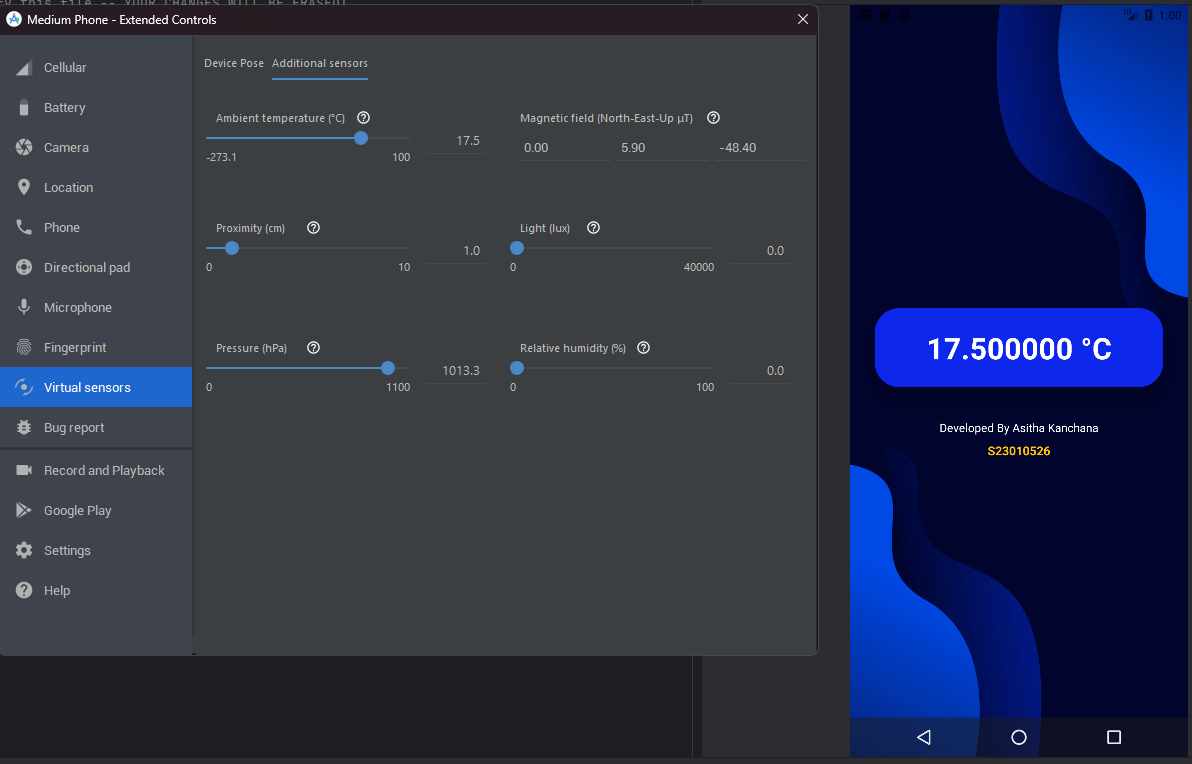 y this file -- YOUR CHANGES WILL BE ERASED!
Medium Phone - Extended Controls
Cellular
Battery
Camera
Location
Phone
Directional pad
Microphone
Fingerprint
Virtual sensors
Bug report
Record and Playback
Google Play
Settings
Help
Device Pose Additional sensors
Ambient temperature (°C)
17.5
-273.1 100
Magnetic field (North-East-Up μT)
0.00 5.90 -48.40
Proximity (cm)
1.0
0 10
Light (lux)
0.0
0 40000
Pressure (hPa)
1013.3
0 1100
Relative humidity (%)
0.0
0 100
LTE 1:00
17.500000 °C
Developed By Asitha Kanchana
S23010526